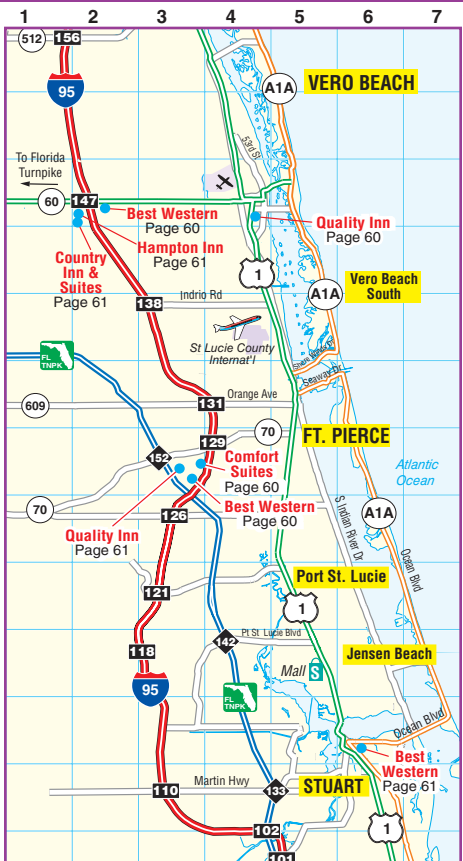 1 2 3 4 5 6 7
512
156
95
A1A
VERO BEACH
53rd St
To Florida
Turnpike
60
147
Best Western
Page 60
Hampton Inn
Page 61
Country
Inn &
Suites
Page 61
Quality Inn
Page 60
1
138
Indrio Rd
A1A
Vero Beach
South
St Lucie County
Internat'l
FL
TNPK
Seaway Dr
609
131
Orange Ave
129
70
FT. PIERCE
152
Comfort
Suites
Page 60
Atlantic
Ocean
70
Best Western
Page 60
126
Quality Inn
Page 61
S Indian River Dr
A1A
Ocean Blvd
121
Port St. Lucie
1
118
142
Pt St Lucie Blvd
Jensen Beach
Mall S
95
FL
TNPK
Ocean Blvd
Best
Western
Page 61
110
Martin Hwy
133
STUART
102
1
101